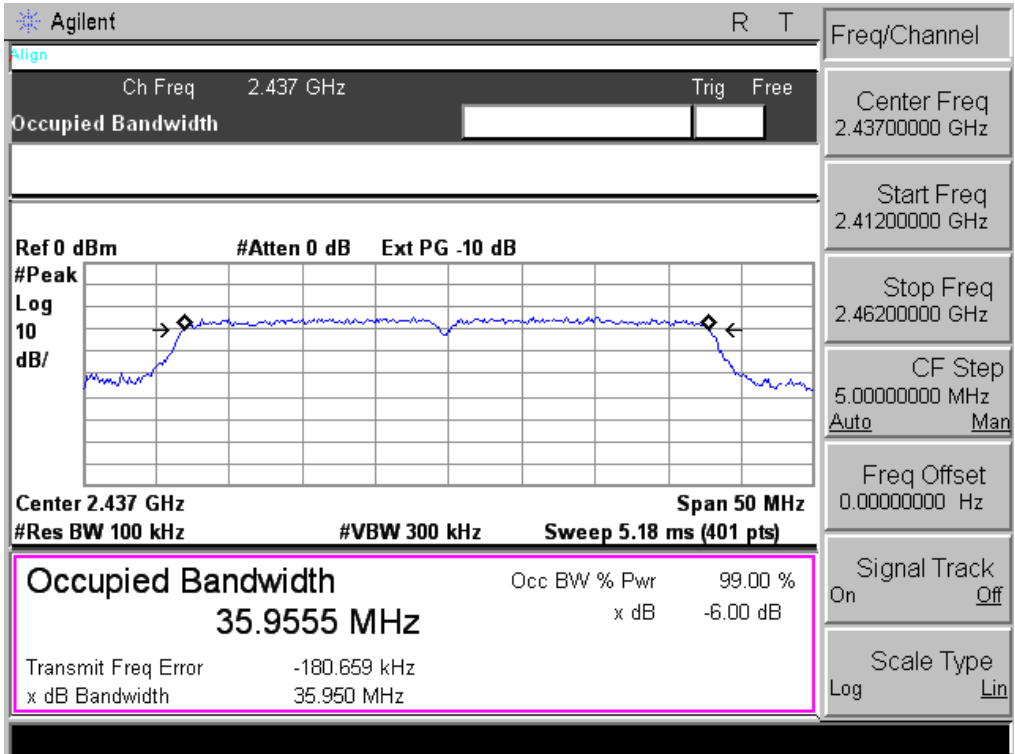 Agilent R T
Align
Ch Freq 2.437 GHz Trig Free
Occupied Bandwidth
Ref 0 dBm #Atten 0 dB Ext PG -10 dB
#Peak
Log
10
dB/
Center 2.437 GHz Span 50 MHz
#Res BW 100 kHz #VBW 300 kHz Sweep 5.18 ms (401 pts)
Occupied Bandwidth Occ BW % Pwr 99.00 %
35.9555 MHz x dB -6.00 dB
Transmit Freq Error -180.659 kHz
x dB Bandwidth 35.950 MHz
Freq/Channel
Center Freq
2.43700000 GHz
Start Freq
2.41200000 GHz
Stop Freq
2.46200000 GHz
CF Step
5.00000000 MHz
Auto Man
Freq Offset
0.00000000 Hz
Signal Track
On Off
Scale Type
Log Lin